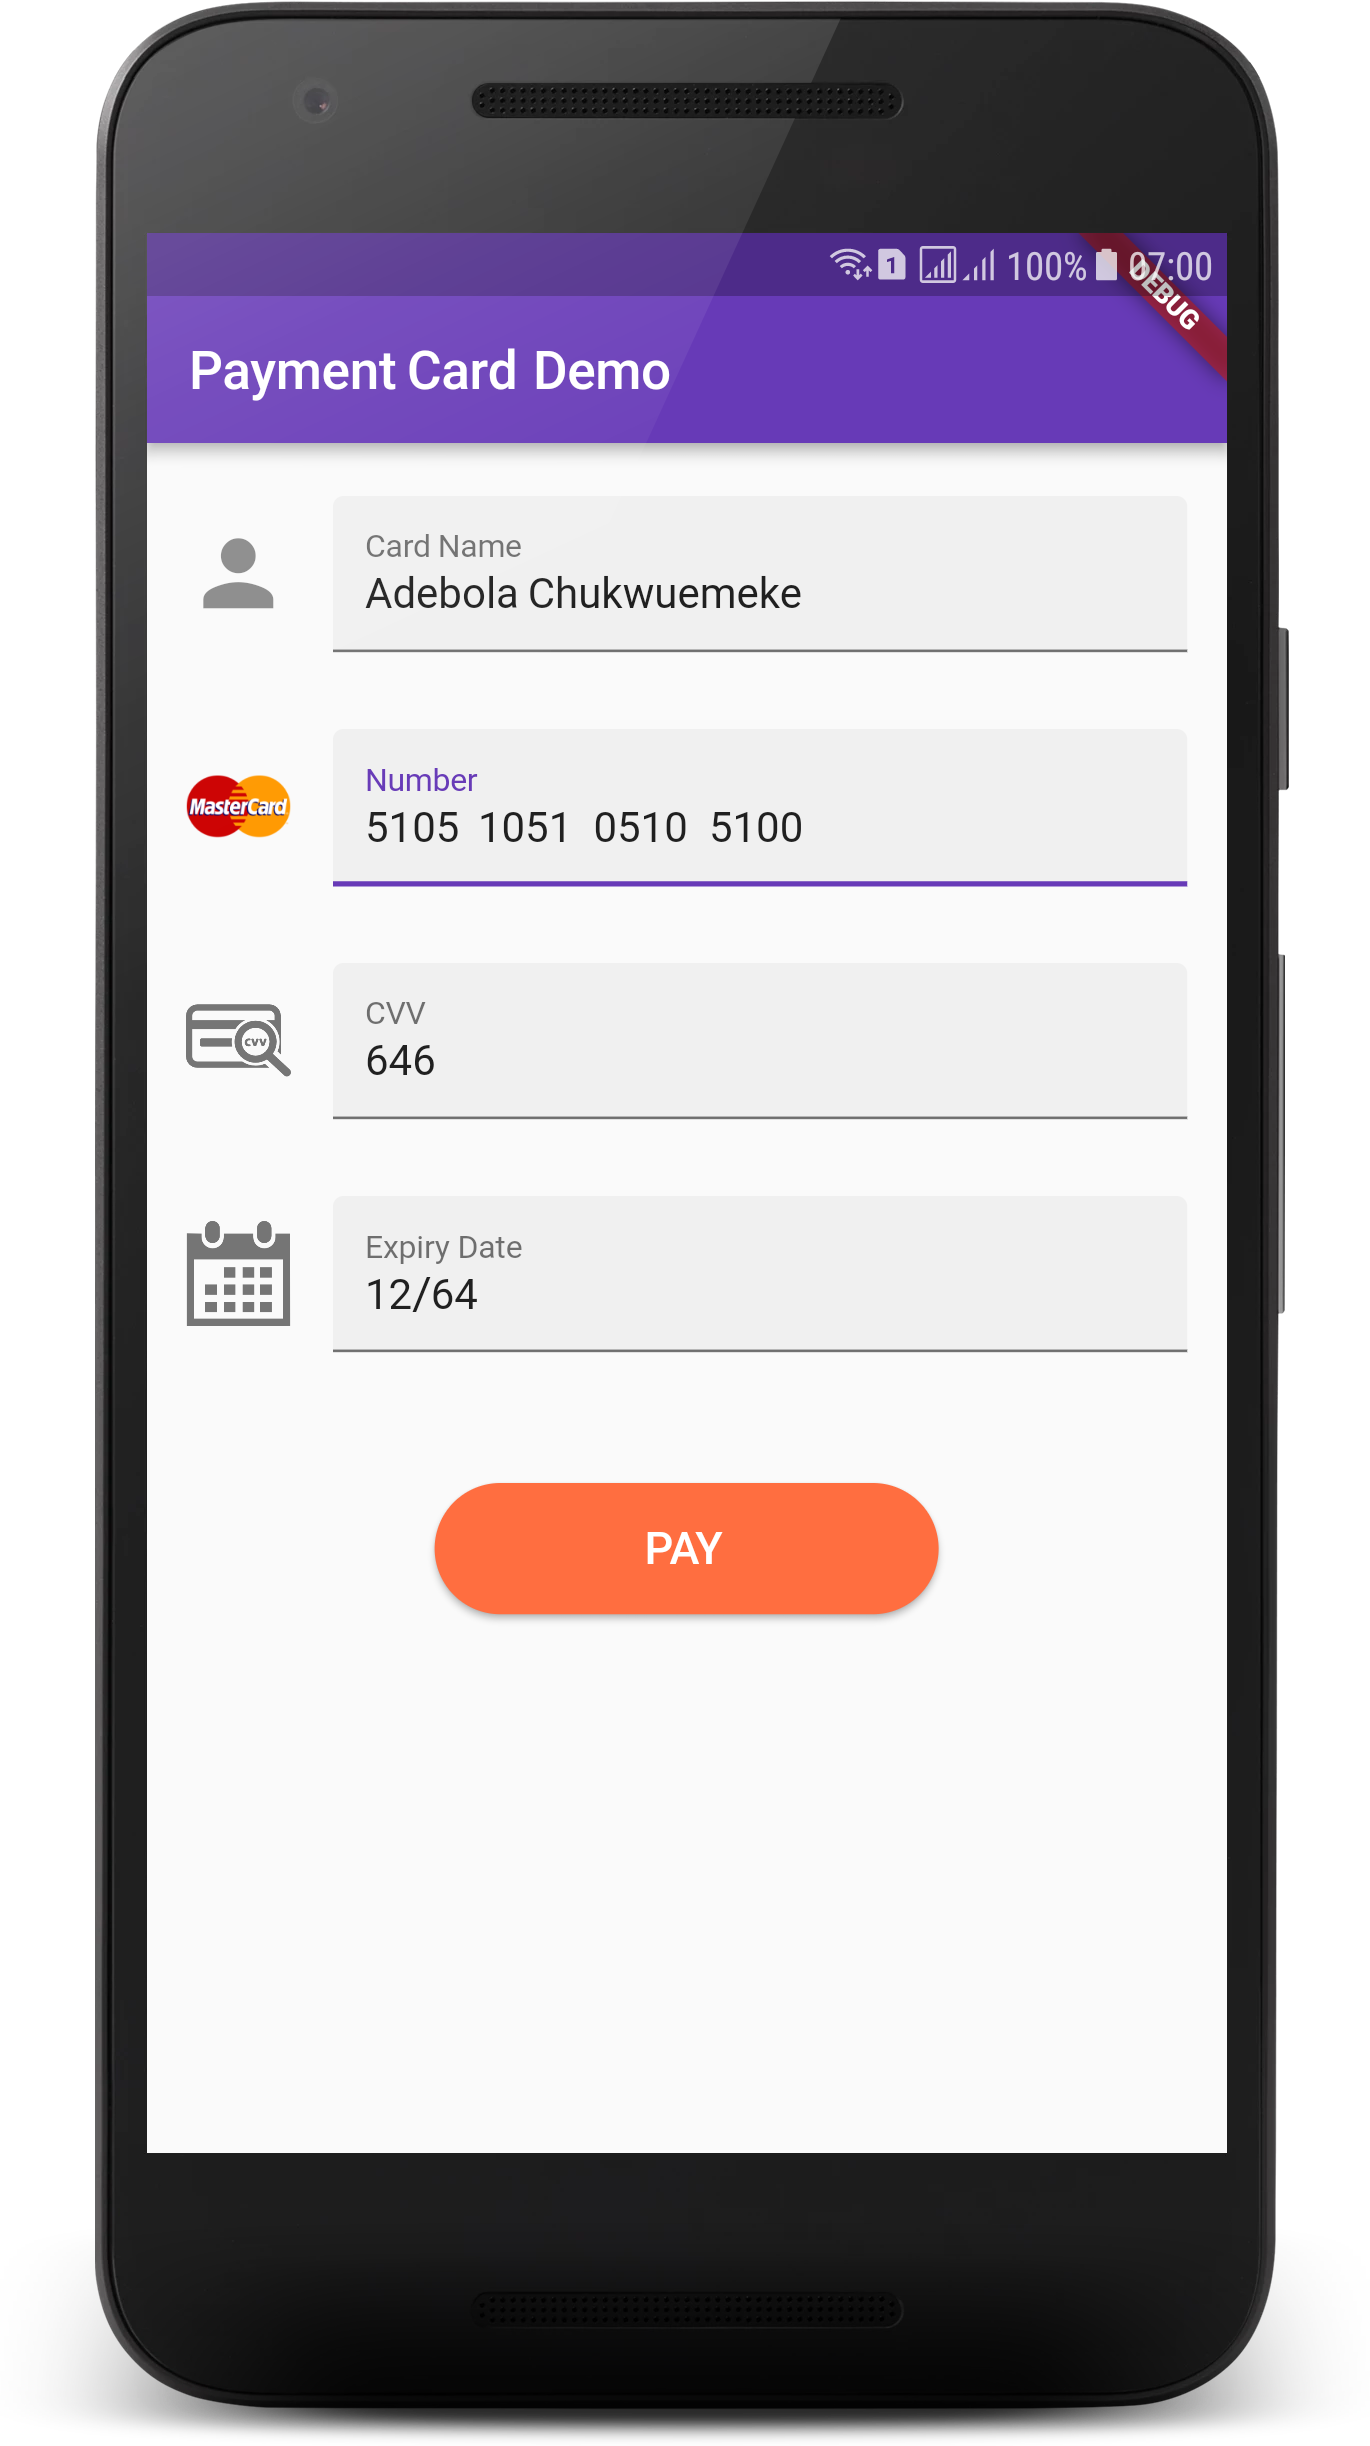 1 100% 07:00
DEBUG
Payment Card Demo
Card Name
Adebola Chukwuemeke
MasterCard
Number
5105 1051 0510 5100
CVV
cvv
646
Expiry Date
12/64
PAY